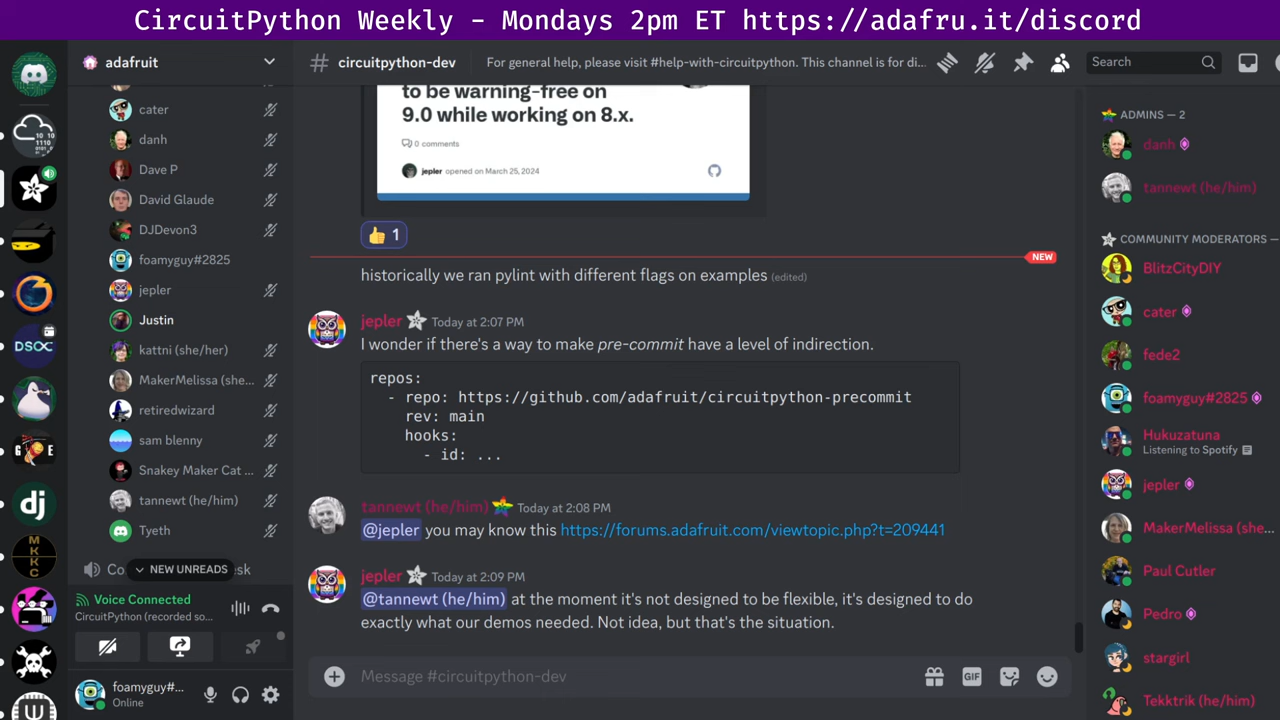 CircuitPython Weekly - Mondays 2pm ET https://adafru.it/discord
adafruit
cater
danh
Dave P
David Glaude
DJDevon3
foamyguy#2825
jepler
Justin
kattni (she/her)
MakerMelissa (she...
retiredwizard
sam blenny
Snakey Maker Cat ...
tannewt (he/him)
Tyeth
Co
NEW UNREADS
sk
Voice Connected
CircuitPython (recorded so...
foamyguy#...
Online
# circuitpython-dev
For general help, please visit #help-with-circuitpython. This channel is for di...
Search
to be warning-free on
9.0 while working on 8.x.
0 comments
jepler opened on March 25, 2024
👍 1
NEW
historically we ran pylint with different flags on examples (edited)
jepler Today at 2:07 PM
I wonder if there's a way to make pre-commit have a level of indirection.
repos:
- repo: https://github.com/adafruit/circuitpython-precommit
rev: main
hooks:
- id: ...
tannewt (he/him) Today at 2:08 PM
@jepler you may know this https://forums.adafruit.com/viewtopic.php?t=209441
jepler Today at 2:09 PM
@tannewt (he/him) at the moment it's not designed to be flexible, it's designed to do
exactly what our demos needed. Not idea, but that's the situation.
Message #circuitpython-dev
GIF
ADMINS — 2
danh
tannewt (he/him)
COMMUNITY MODERATORS —
BlitzCityDIY
cater
fede2
foamyguy#2825
Hukuzatuna
Listening to Spotify
jepler
MakerMelissa (she...
Paul Cutler
Pedro
stargirl
Tekktrik (he/him)
DSOC
dj
MKKC